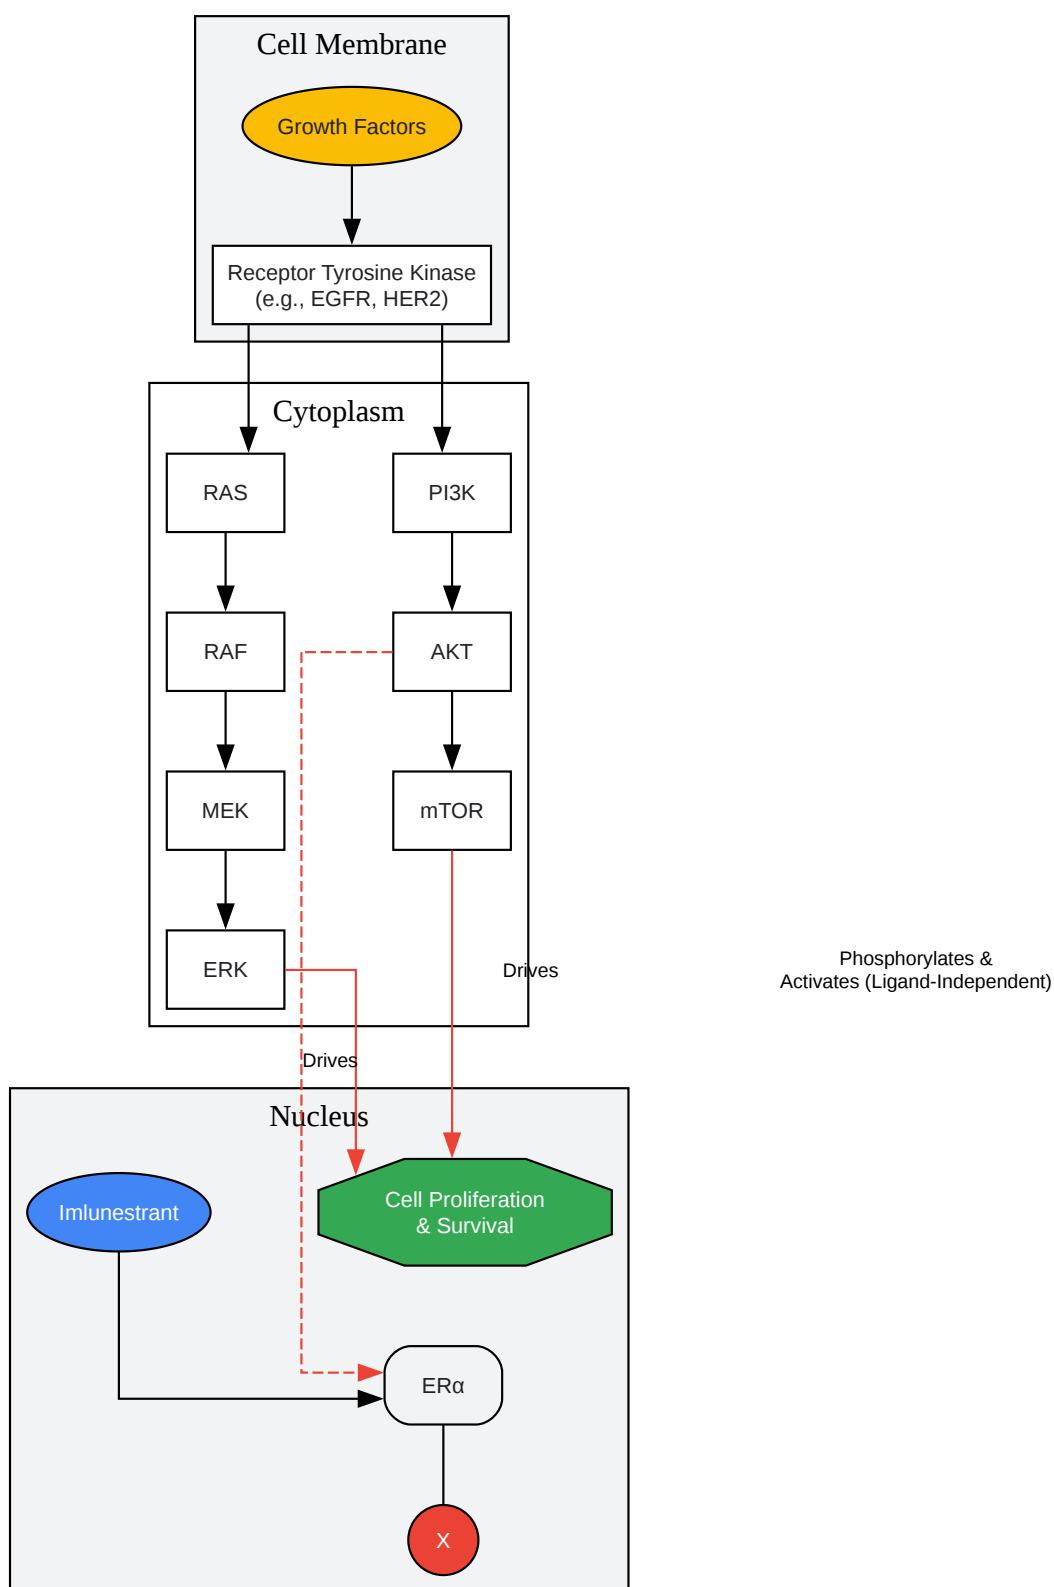 Cell Membrane
Growth Factors
Receptor Tyrosine Kinase
(e.g., EGFR, HER2)
Cytoplasm
RAS
PI3K
RAF
AKT
MEK
mTOR
ERK
Drives
Phosphorylates &
Activates (Ligand-Independent)
Drives
Nucleus
Imlunestrant
Cell Proliferation
& Survival
ERα
X